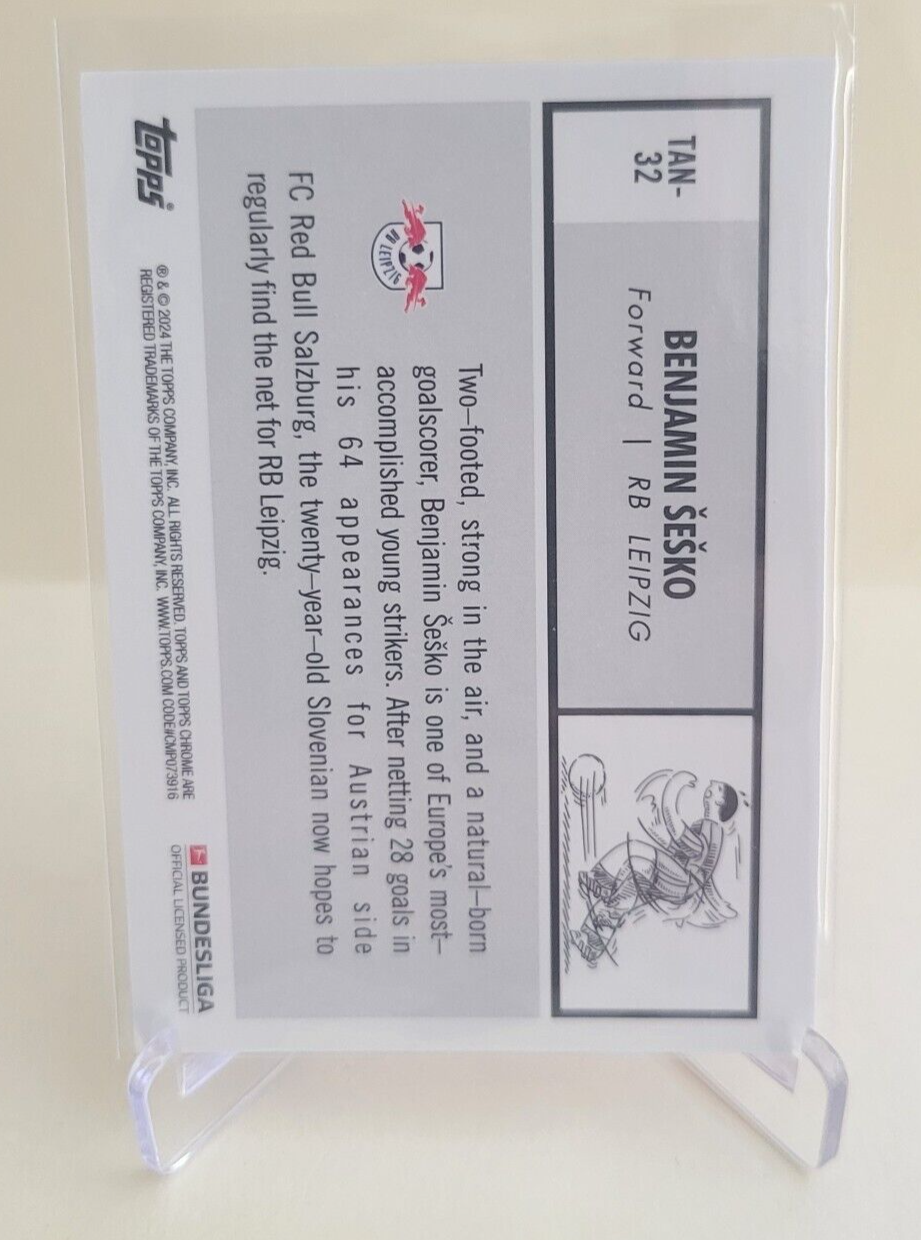 TAN-
32
BENJAMIN ŠEŠKO
Forward | RB LEIPZIG
RB LEIPZIG
Two-footed, strong in the air, and a natural-born
goalscorer, Benjamin Šeško is one of Europe's most-
accomplished young strikers. After netting 28 goals in
his 64 appearances for Austrian side
FC Red Bull Salzburg, the twenty-year-old Slovenian now hopes to
regularly find the net for RB Leipzig.
topps®
® & © 2024 THE TOPPS COMPANY, INC. ALL RIGHTS RESERVED. TOPPS AND TOPPS CHROME ARE
REGISTERED TRADEMARKS OF THE TOPPS COMPANY, INC. WWW.TOPPS.COM CODE#CMP073916
BUNDESLIGA
OFFICIAL LICENSED PRODUCT